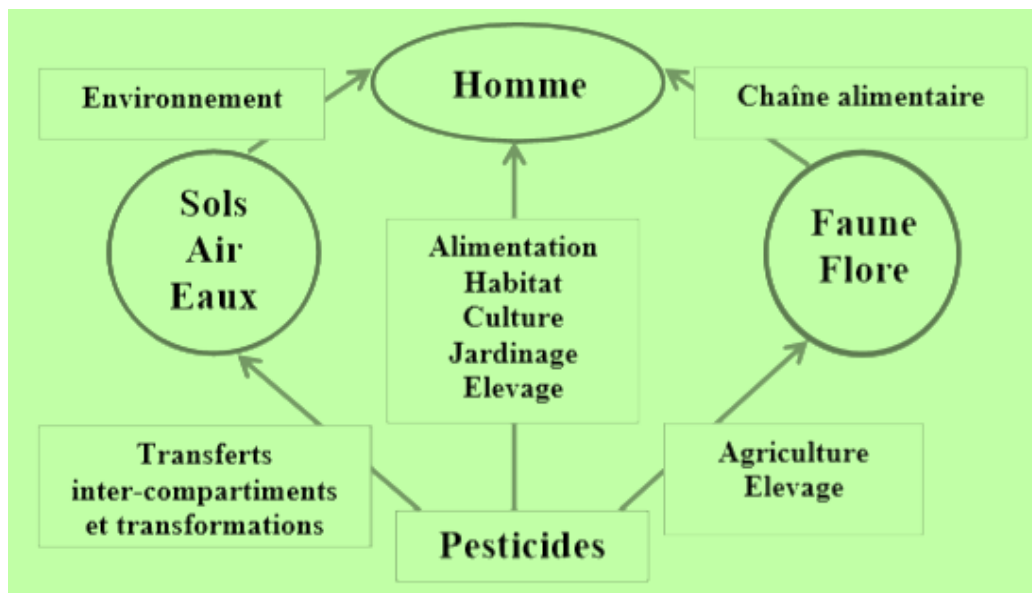 Homme
Environnement
Chaîne alimentaire
Sols
Air
Eaux
Faune
Flore
Alimentation
Habitat
Culture
Jardinage
Elevage
Transferts
inter-compartiments
et transformations
Agriculture
Elevage
Pesticides